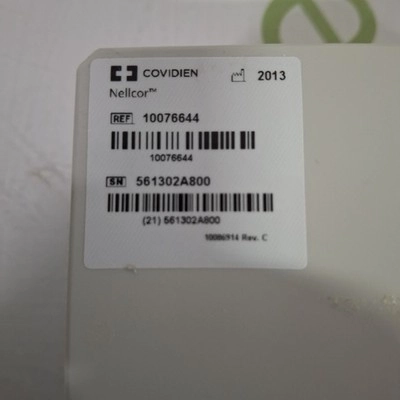 COVIDIEN
2013
Nellcor™
REF 10076644
10076644
SN 561302A800
(21) 561302A800
10086914 Rev. C